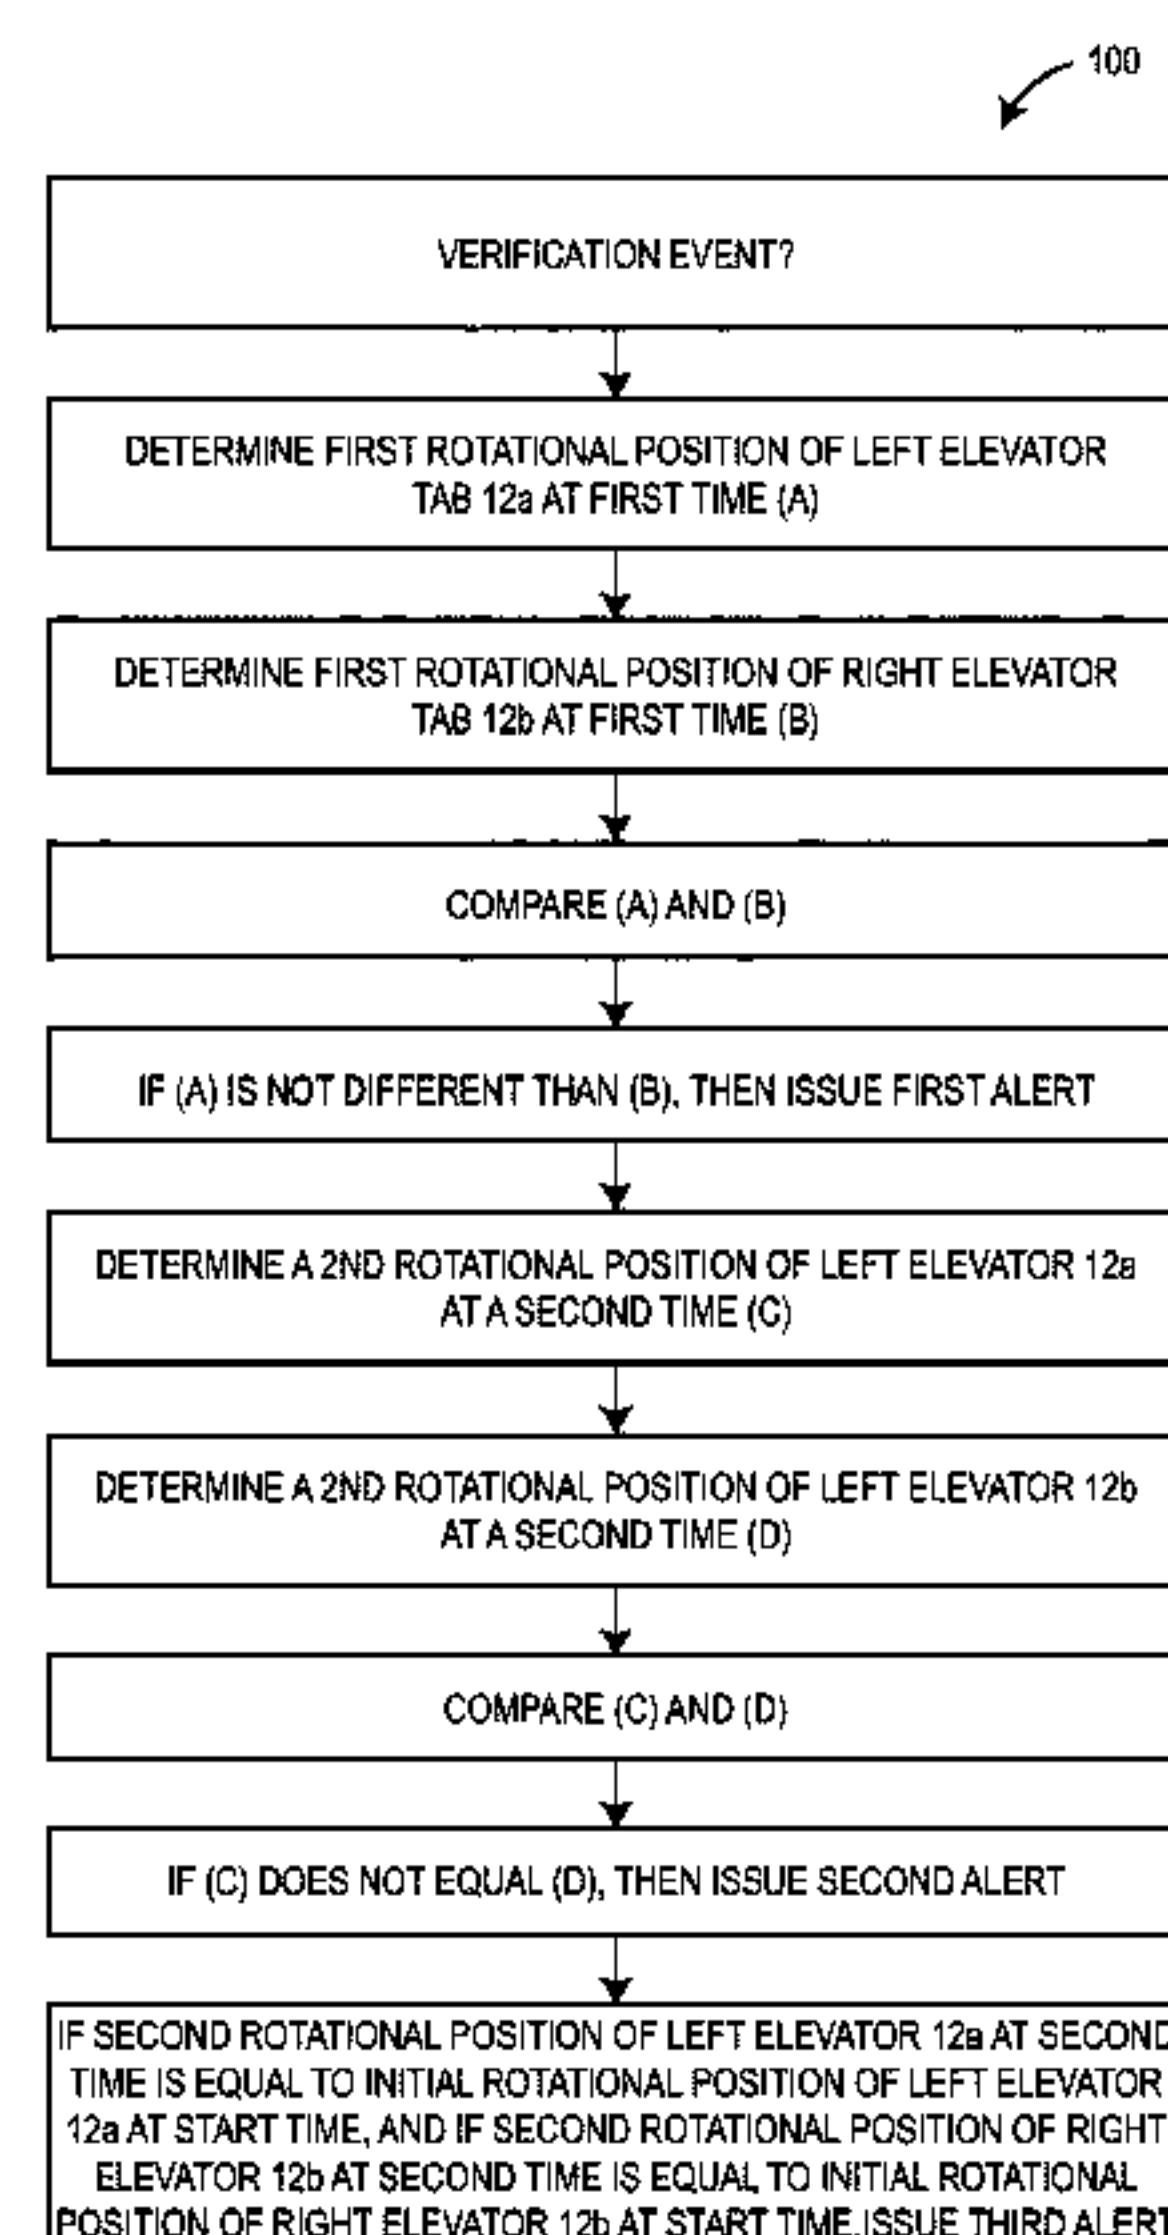 100
VERIFICATION EVENT?
DETERMINE FIRST ROTATIONAL POSITION OF LEFT ELEVATOR
TAB 12a AT FIRST TIME (A)
DETERMINE FIRST ROTATIONAL POSITION OF RIGHT ELEVATOR
TAB 12b AT FIRST TIME (B)
COMPARE (A) AND (B)
IF (A) IS NOT DIFFERENT THAN (B), THEN ISSUE FIRST ALERT
DETERMINE A 2ND ROTATIONAL POSITION OF LEFT ELEVATOR 12a
AT A SECOND TIME (C)
DETERMINE A 2ND ROTATIONAL POSITION OF LEFT ELEVATOR 12b
AT A SECOND TIME (D)
COMPARE (C) AND (D)
IF (C) DOES NOT EQUAL (D), THEN ISSUE SECOND ALERT
IF SECOND ROTATIONAL POSITION OF LEFT ELEVATOR 12a AT SECOND
TIME IS EQUAL TO INITIAL ROTATIONAL POSITION OF LEFT ELEVATOR
12a AT START TIME, AND IF SECOND ROTATIONAL POSITION OF RIGHT
ELEVATOR 12b AT SECOND TIME IS EQUAL TO INITIAL ROTATIONAL
POSITION OF RIGHT ELEVATOR 12b AT START TIME,ISSUE THIRD ALERT